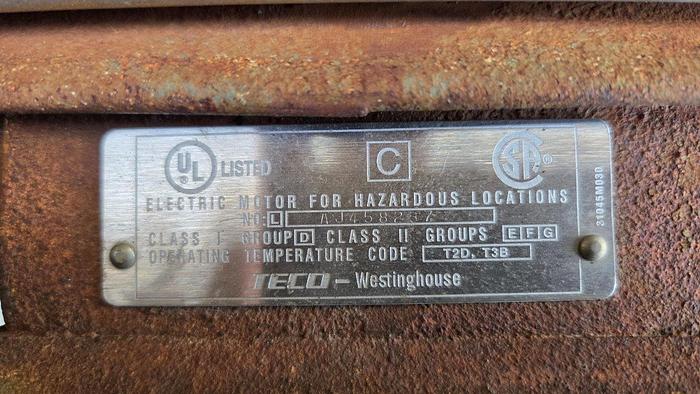 UL LISTED C SA
ELECTRIC MOTOR FOR HAZARDOUS LOCATIONS
NO. L
CLASS I GROUP D CLASS II GROUPS E F G
OPERATING TEMPERATURE CODE T2D, T3B
TECO - Westinghouse
31045M030